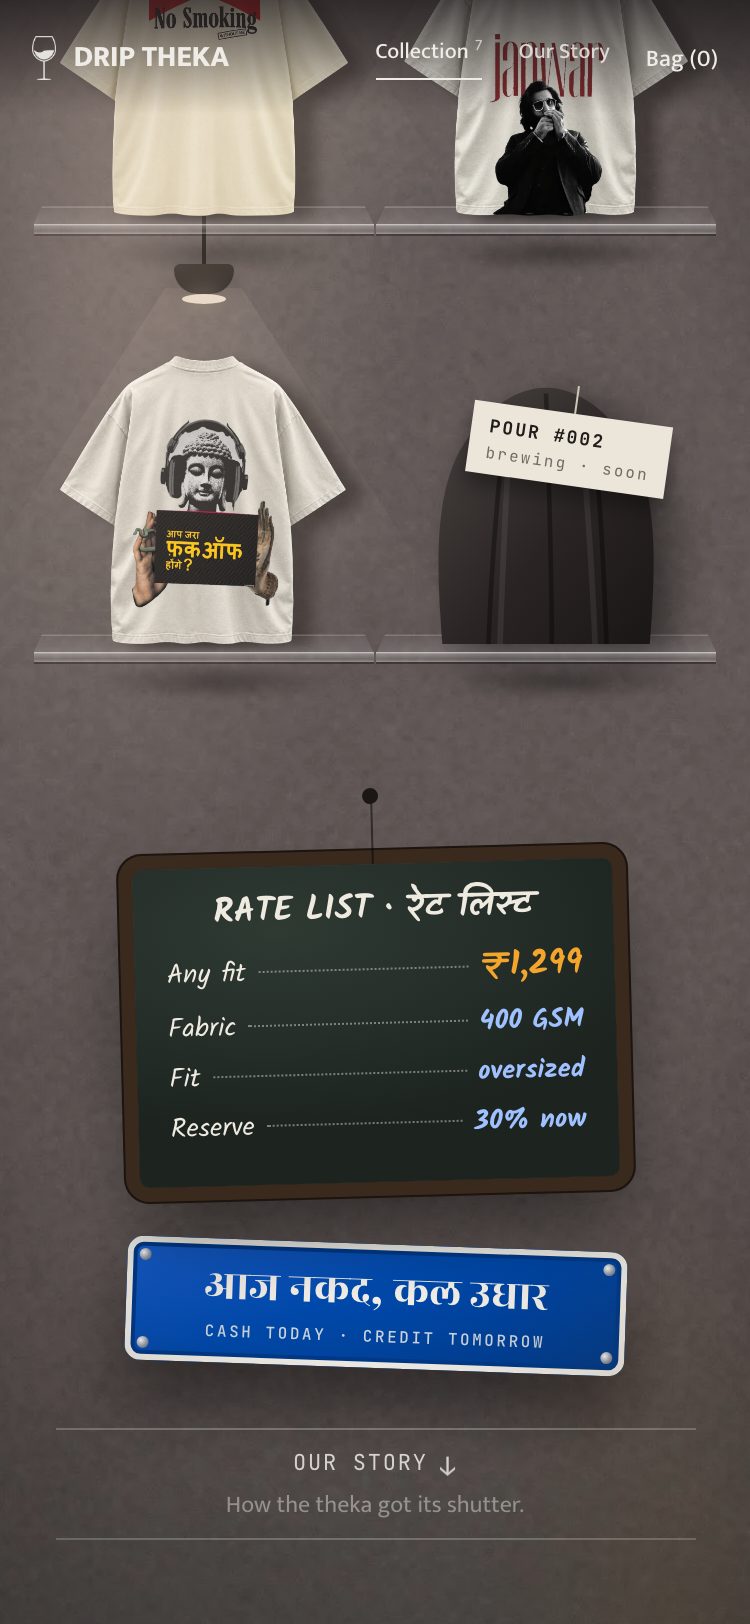 No Smoking
DRIP THEKA
Collection 7
Our Story
Bag (0)
janwar
आप जरा
फ़कऑफ
होंगे ?
POUR #002
brewing · soon
RATE LIST · रेट लिस्ट
Any fit ₹1,299
Fabric 400 GSM
Fit oversized
Reserve 30% now
आज नकद, कल उधार
CASH TODAY · CREDIT TOMORROW
OUR STORY ↓
How the theka got its shutter.